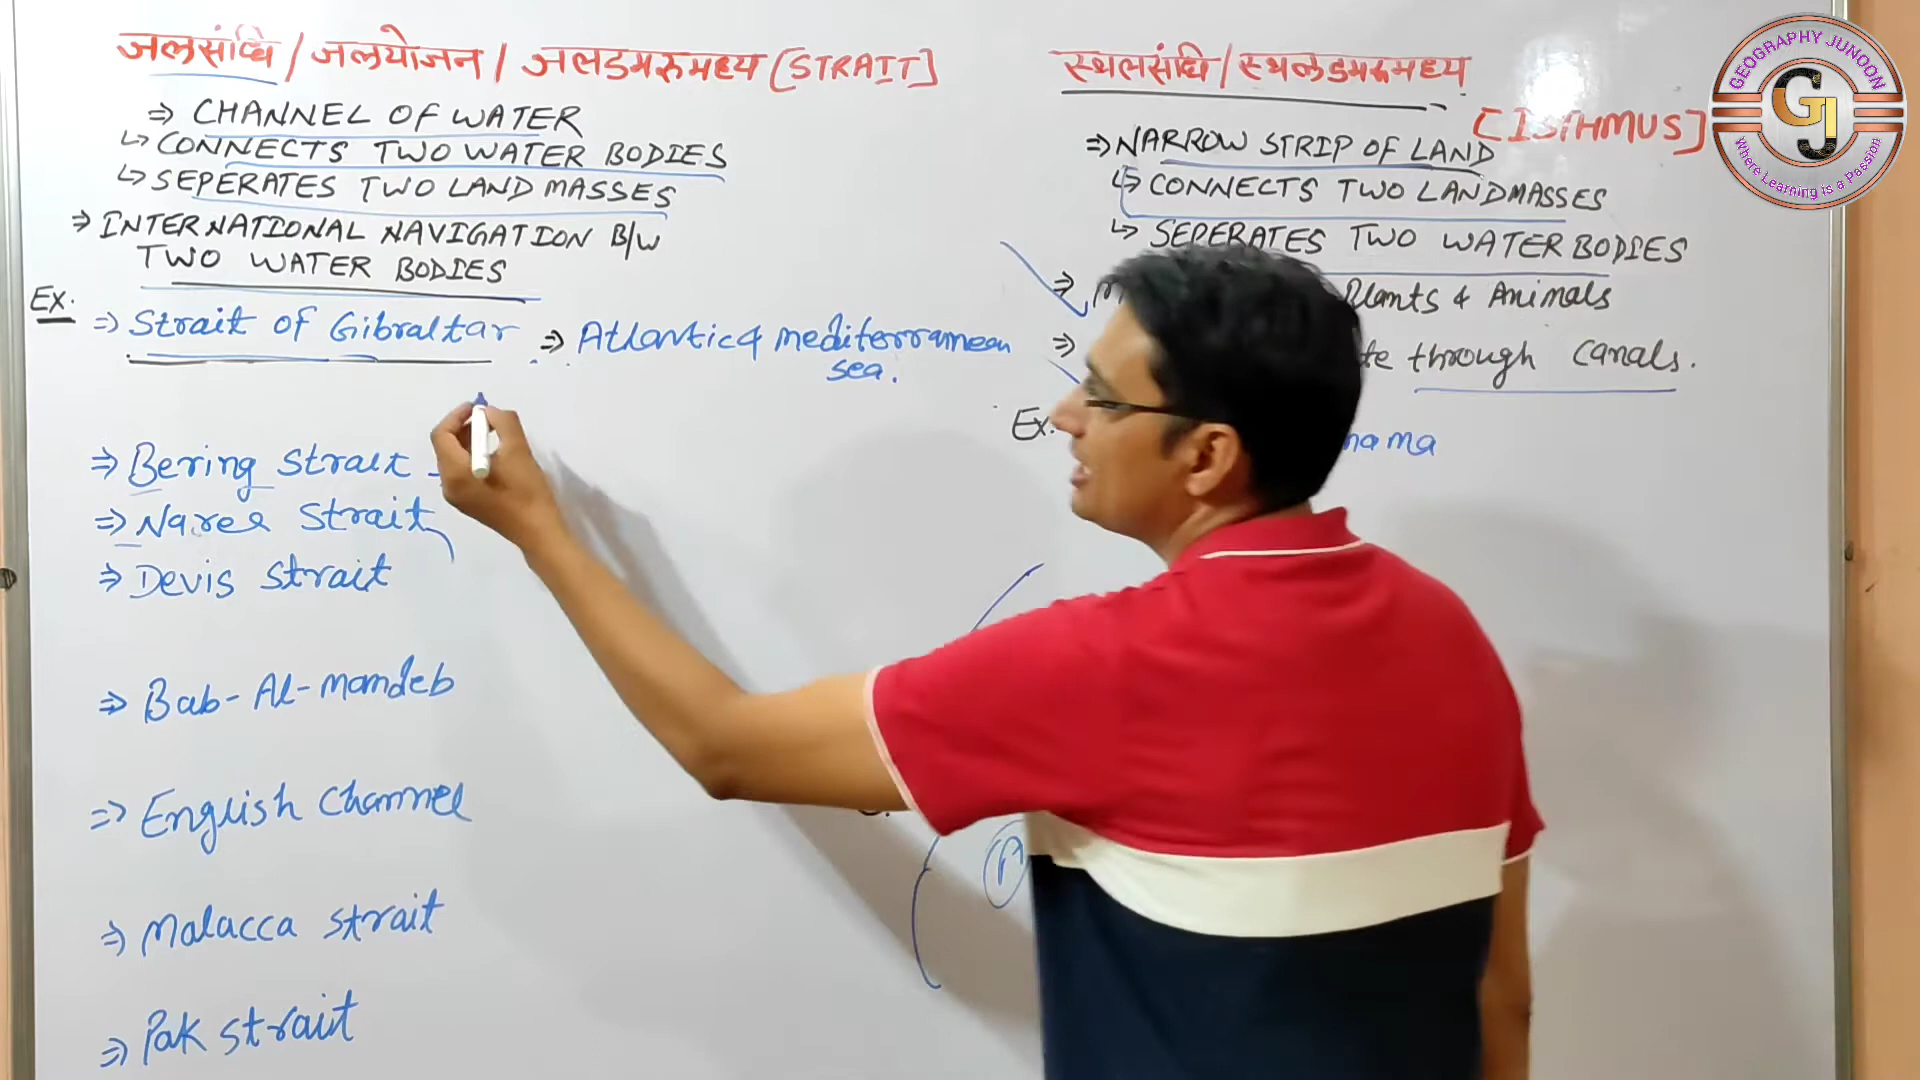 जलसंधि / जलयोजन / जलडमरुमध्य [STRAIT]
⇒ CHANNEL OF WATER
↳ CONNECTS TWO WATER BODIES
↳ SEPERATES TWO LAND MASSES
⇒ INTERNATIONAL NAVIGATION B/W
TWO WATER BODIES
Ex.
⇒ Strait of Gibraltar ⇒ Atlantic & mediterranean
sea.
⇒ Bering Strait
⇒ Nares Strait
⇒ Devis Strait
⇒ Bab-Al-mandeb
⇒ English Channel
⇒ Malacca strait
⇒ Pak strait
स्थलसंधि / स्थलडमरुमध्य
[ISTHMUS]
⇒ NARROW STRIP OF LAND
↳ CONNECTS TWO LANDMASSES
↳ SEPERATES TWO WATER BODIES
⇒ Plants & Animals
⇒ through Canals.
Ex.
GEOGRAPHY JUNOON
GJ
Where Learning is a Passion